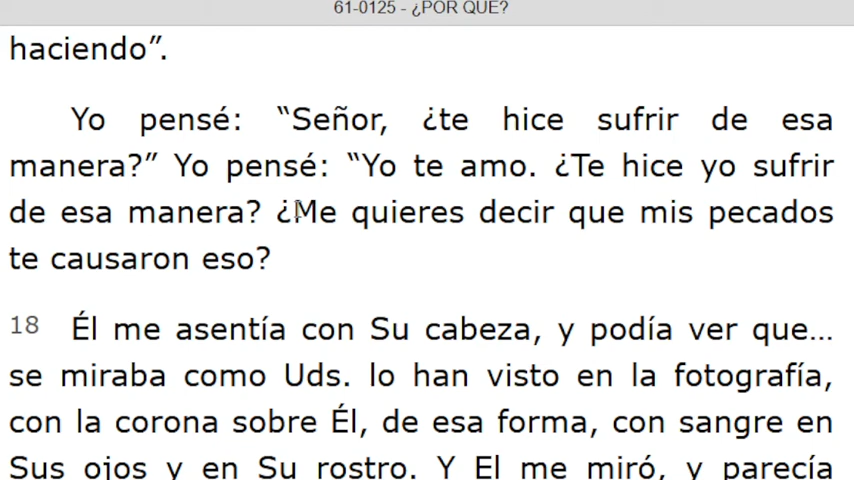 61-0125 - ¿POR QUE?
haciendo”.
Yo pensé: “Señor, ¿te hice sufrir de esa
manera?” Yo pensé: “Yo te amo. ¿Te hice yo sufrir
de esa manera? ¿Me quieres decir que mis pecados
te causaron eso?
18 Él me asentía con Su cabeza, y podía ver que...
se miraba como Uds. lo han visto en la fotografía,
con la corona sobre Él, de esa forma, con sangre en
Sus ojos y en Su rostro. Y El me miró, y parecía